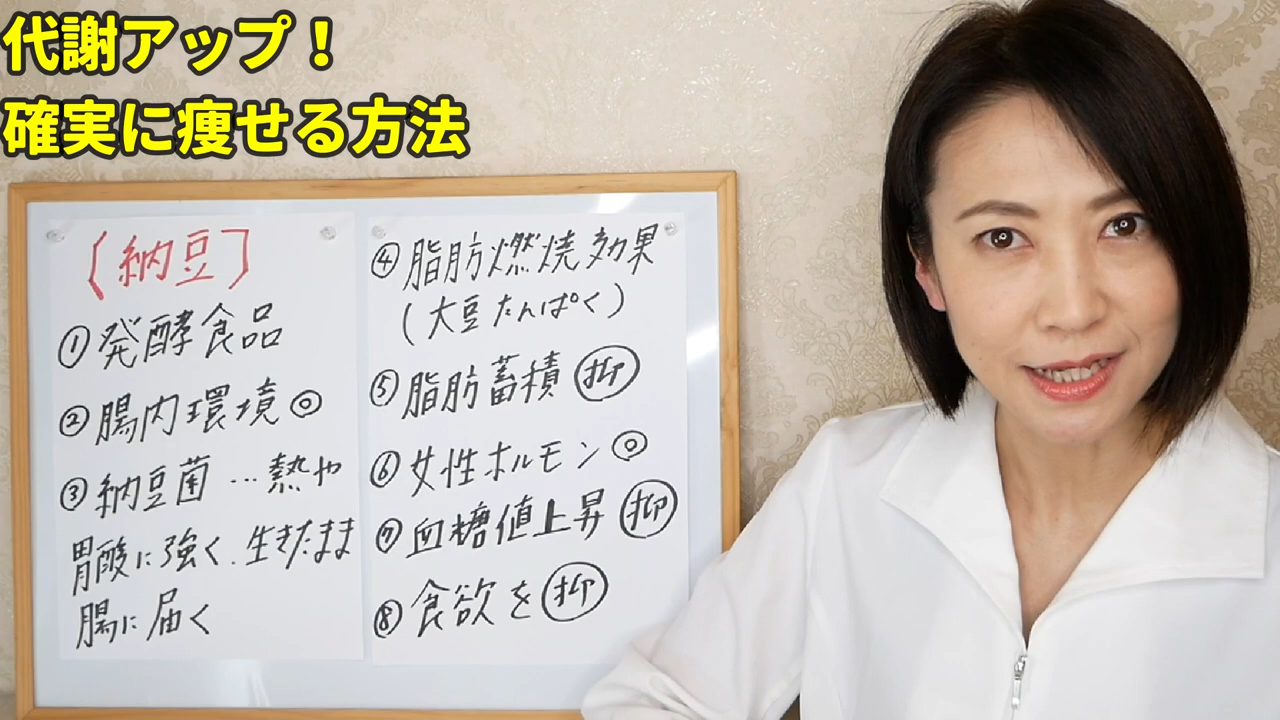 代謝アップ！
確実に痩せる方法
〔納豆〕
①発酵食品
②腸内環境◎
③納豆菌…熱や
胃酸に強く、生きたまま
腸に届く
④脂肪燃焼効果
(大豆たんぱく)
⑤脂肪蓄積㊥抑
⑥女性ホルモン◎
⑦血糖値上昇 抑
⑧食欲を 抑